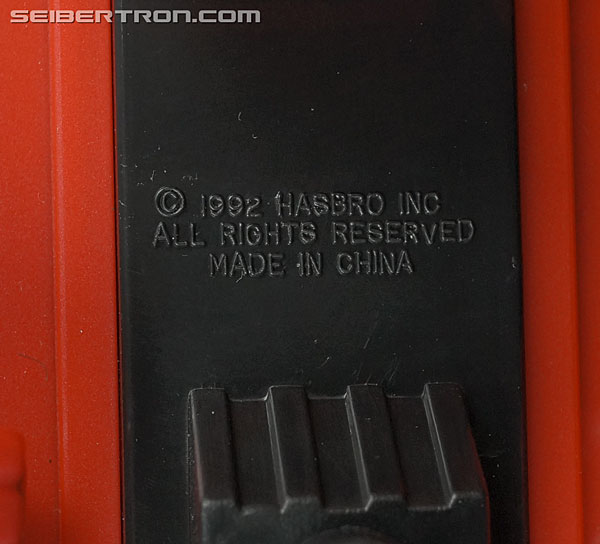 SEIBERTRON.COM
© 1992 HASBRO INC
ALL RIGHTS RESERVED
MADE IN CHINA